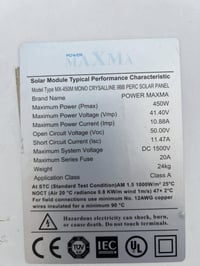 POWER
MAXMA
Solar Module Typical Performance Characteristic
Model Type MX-450M MONO CRYSALLINE 9BB PERC SOLAR PANEL
Brand Name POWER MAXMA
Maximum Power (Pmax) 450W
Maximum Power Voltage (Vmp) 41.40V
Maximum Power Current (Imp) 10.88A
Open Circuit Voltage (Voc) 50.00V
Short Circuit Current (Isc) 11.47A
Maximum System Voltage DC 1500V
Maximum Series Fuse 20A
Weight 24kg
Application Class Class A
At STC (Standard Test Condition)AM 1.5 1000W/m² 25°C
NOCT (Air 20 °C / radiation 0.8 KW/m wind 1m/s) 47± 2°C
For field connections use minimum No. 12AWG copper
wires insulated for a minimum 90 °C
Hazardous electricity can shock, burn,
or cause death. Do not touch terminals.
TUV
IEC
CE